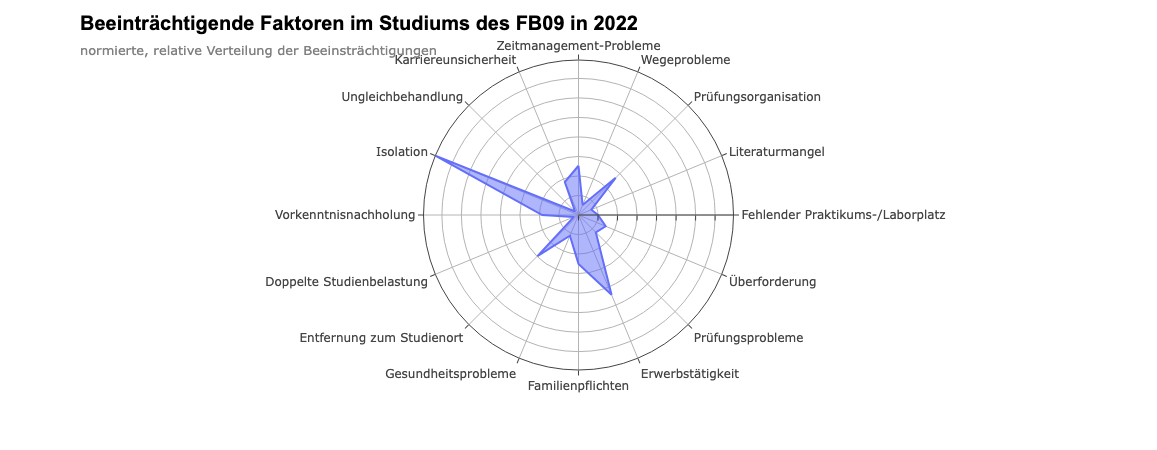 Beeinträchtigende Faktoren im Studiums des FB09 in 2022
normierte, relative Verteilung der Beeinsträchtigungen
Zeitmanagement-Probleme
Karriereunsicherheit
Wegeprobleme
Ungleichbehandlung
Prüfungsorganisation
Isolation
Literaturmangel
Vorkenntnisnachholung
Fehlender Praktikums-/Laborplatz
Doppelte Studienbelastung
Überforderung
Entfernung zum Studienort
Prüfungsprobleme
Gesundheitsprobleme
Erwerbstätigkeit
Familienpflichten